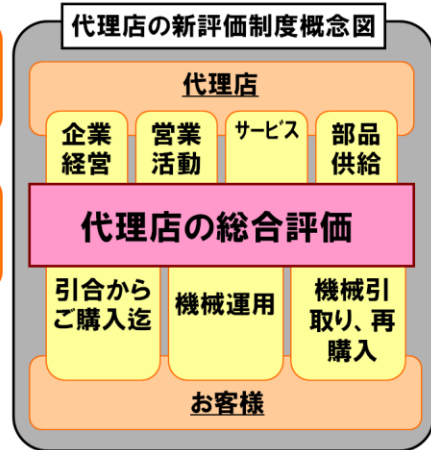 代理店の新評価制度概念図
代理店
企業
経営
営業
活動
サービス
部品
供給
代理店の総合評価
引合から
ご購入迄
機械運用
機械引
取り、再
購入
お客様